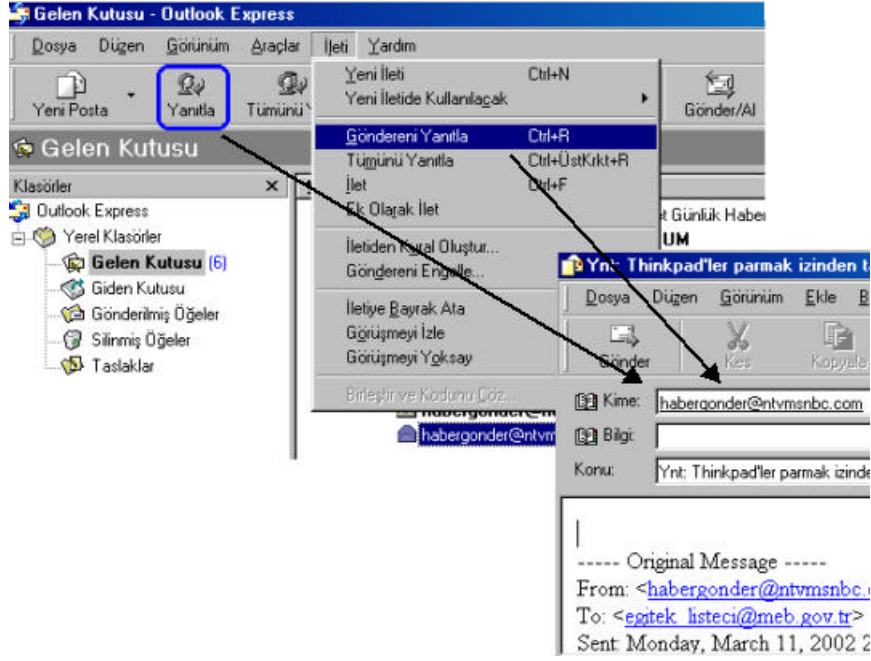 Gelen Kutusu - Outlook Express
Dosya Düzen Görünüm Araçlar İleti Yardım
Yeni Posta Yanıtla Tümünü Gönder/Al
Gelen Kutusu
Klasörler
Outlook Express
Yerel Klasörler
Gelen Kutusu (6)
Giden Kutusu
Gönderilmiş Öğeler
Silinmiş Öğeler
Taslaklar
Yeni İleti Ctrl+N
Yeni İletide Kullanılacak
Göndereni Yanıtla Ctrl+R
Tümünü Yanıtla Ctrl+ÜstKrkt+R
İlet Ctrl+F
Ek Olarak İlet
İletiden Kural Oluştur...
Göndereni Engelle...
İletiye Bayrak Ata
Görüşmeyi İzle
Görüşmeyi Yoksay
Birleştir ve Kodunu Çöz...
t Günlük Haber
UM
habergonder@n
habergonder@ntvm
Ynt: Thinkpad'ler parmak izinden ta
Dosya Düzen Görünüm Ekle B
Gönder Kes Kopyala
Kime: habergonder@ntvmsnbc.com
Bilgi:
Konu: Ynt: Thinkpad'ler parmak izinde
----- Original Message -----
From: <habergonder@ntvmsnbc.
To: <egitek_listeci@meb.gov.tr>
Sent: Monday, March 11, 2002 2